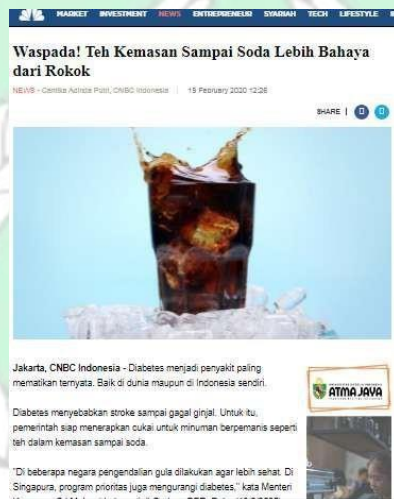 MARKET INVESTMENT NEWS ENTREPRENEUR SYARIAH TECH LIFESTYLE
Waspada! Teh Kemasan Sampai Soda Lebih Bahaya
dari Rokok
NEWS - Cantika Adinda Putri, CNBC Indonesia | 15 February 2020 12:26
SHARE |
Jakarta, CNBC Indonesia - Diabetes menjadi penyakit paling
mematikan ternyata. Baik di dunia maupun di Indonesia sendiri.
ATMA JAYA
Diabetes menyebabkan stroke sampai gagal ginjal. Untuk itu,
pemerintah siap menerapkan cukai untuk minuman berpemanis seperti
teh dalam kemasan sampai soda.
"Di beberapa negara pengendalian gula dilakukan agar lebih sehat. Di
Singapura, program prioritas juga mengurangi diabetes," kata Menteri